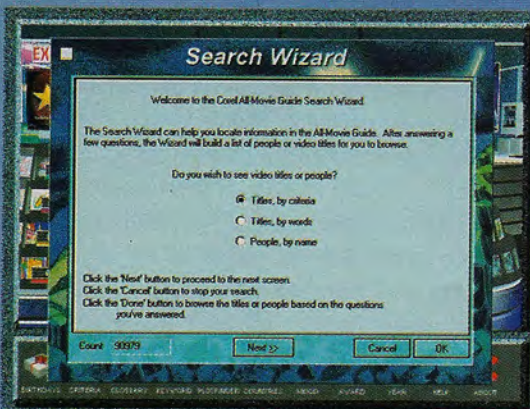 EX
Search Wizard
Welcome to the Corel All-Movie Guide Search Wizard.
The Search Wizard can help you locate information in the All-Movie Guide. After answering a
few questions, the Wizard will build a list of people or video titles for you to browse.
Do you wish to see video titles or people?
Titles, by criteria
Titles, by words
People, by name
Click the 'Next' button to proceed to the next screen.
Click the 'Cancel' button to stop your search.
Click the 'Done' button to browse the titles or people based on the questions
you've answered.
Count 90979
Next >>
Cancel
OK
BIRTHDAYS CRITERIA GLOSSARY KEYWORD PLOTFINDER COUNTRIES AWARD YEAR HELP ABOUT